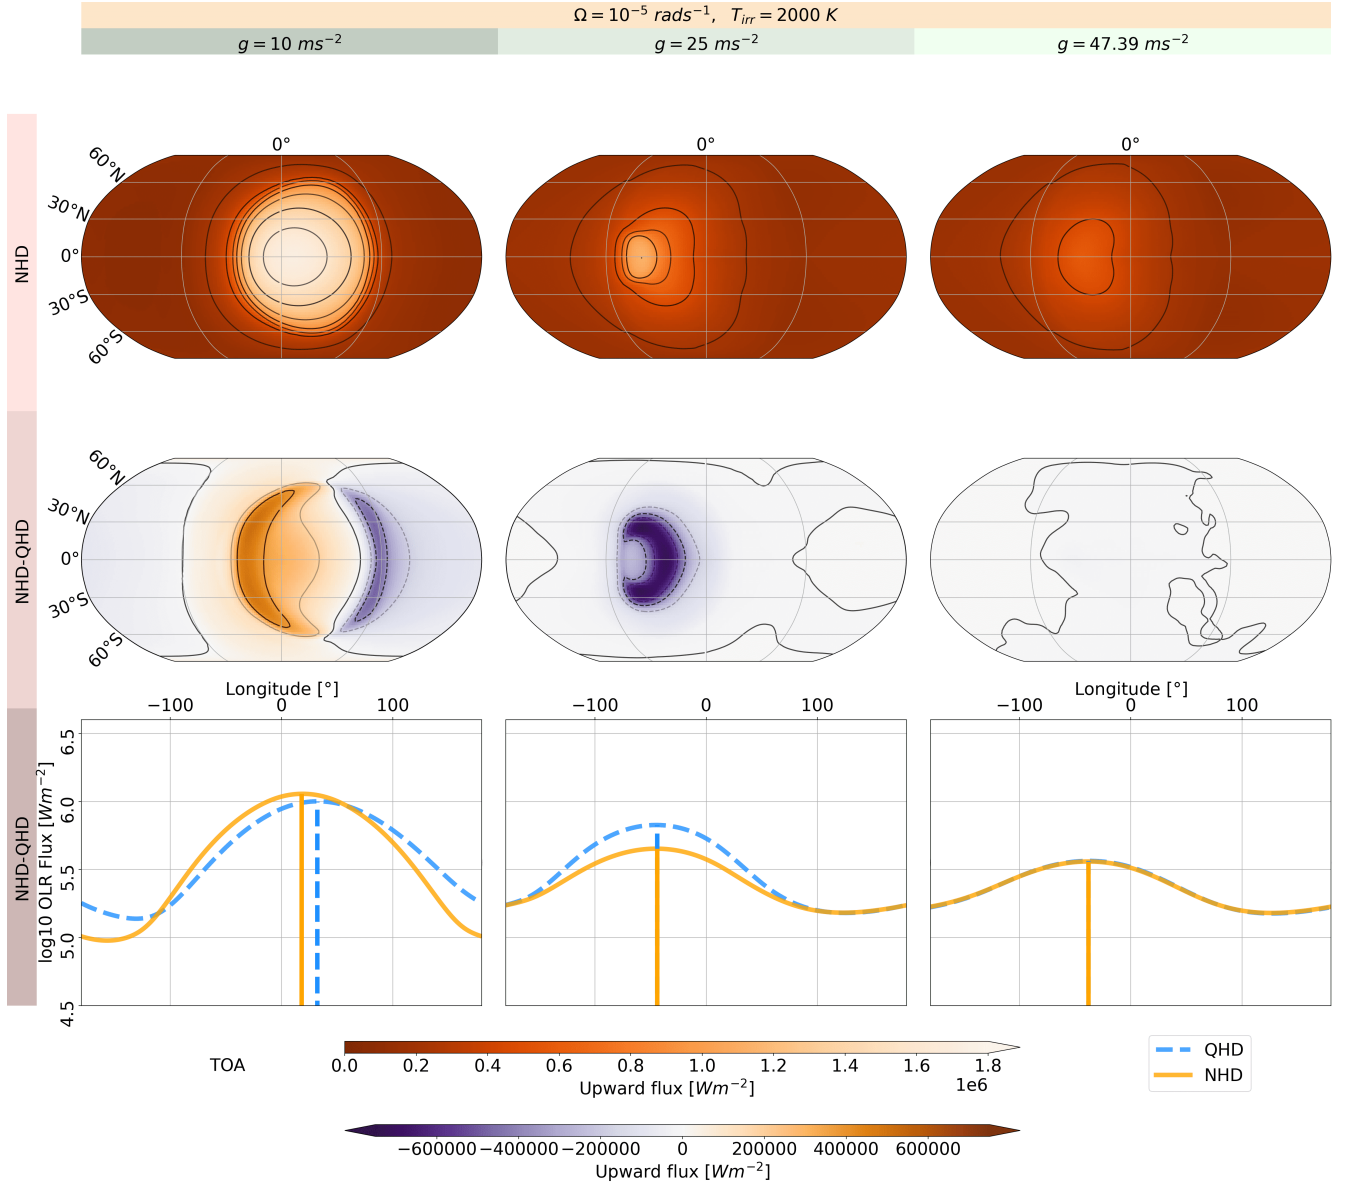 Ω = 10⁻⁵ rads⁻¹, T_irr = 2000 K
g = 10 ms⁻²
g = 25 ms⁻²
g = 47.39 ms⁻²
NHD
0°
0°
0°
60°N
30°N
0°
30°S
60°S
NHD-QHD
60°N
30°N
0°
30°S
60°S
NHD-QHD
Longitude [°]
Longitude [°]
−100 0 100
−100 0 100
−100 0 100
log10 OLR Flux [Wm⁻²]
6.5
6.0
5.5
5.0
4.5
TOA
0.0 0.2 0.4 0.6 0.8 1.0 1.2 1.4 1.6 1.8
1e6
Upward flux [Wm⁻²]
QHD
NHD
−600000 −400000 −200000 0 200000 400000 600000
Upward flux [Wm⁻²]